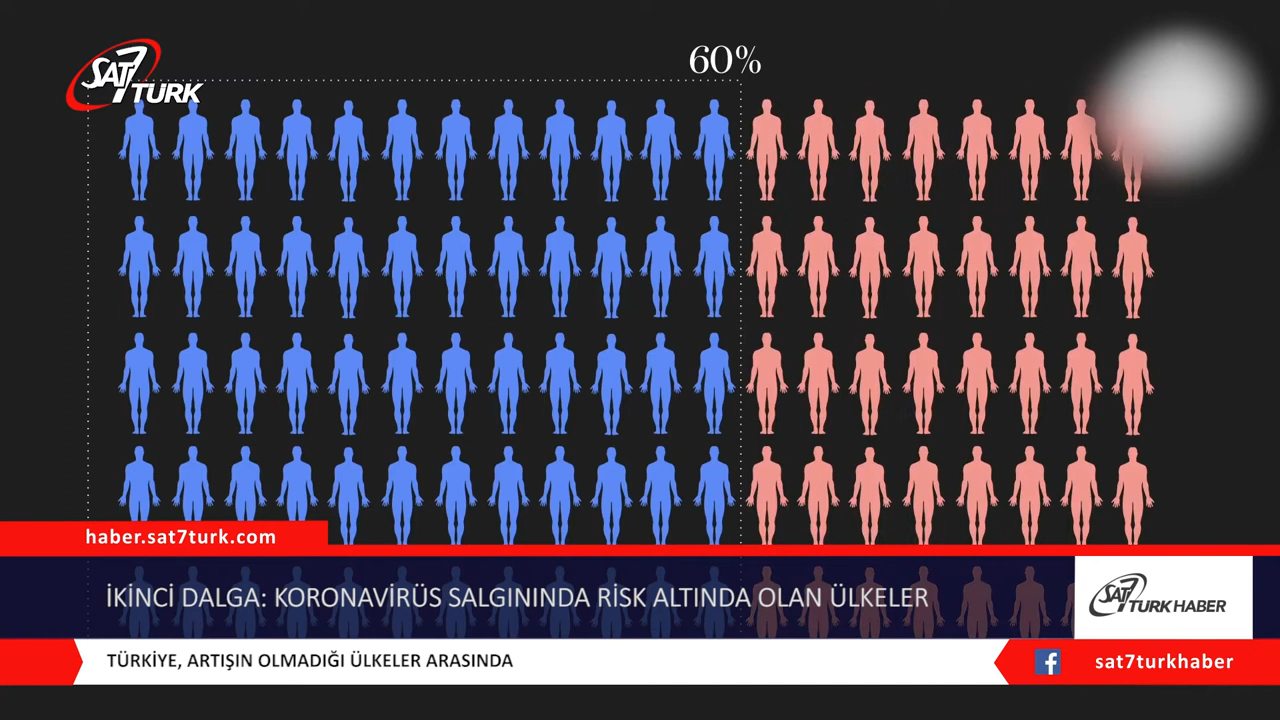 SAT7 TURK
60%
haber.sat7turk.com
İKİNCİ DALGA: KORONAVİRÜS SALGINININDA RİSK ALTINDA OLAN ÜLKELER
SAT7 TURK HABER
TÜRKİYE, ARTIŞIN OLMADIĞI ÜLKELER ARASINDA
f sat7turkhaber